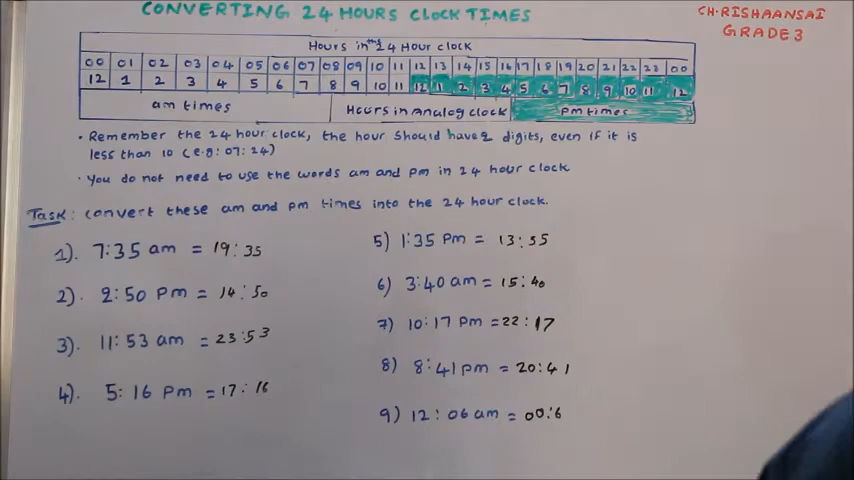 CONVERTING 24 HOURS CLOCK TIMES
CH.RISHAANSAI
GRADE3
Hours in the 24 Hour clock
00 01 02 03 04 05 06 07 08 09 10 11 12 13 14 15 16 17 18 19 20 21 22 23 00
12 1 2 3 4 5 6 7 8 9 10 11 12 1 2 3 4 5 6 7 8 9 10 11 12
am times Hours in Analog clock pm times
• Remember the 24 hour clock, the hour should have 2 digits, even if it is
less than 10 (e.g: 07:24)
• You do not need to use the words am and pm in 24 hour clock
Task: convert these am and pm times into the 24 hour clock.
1). 7:35 am = 19:35
2). 2:50 pm = 14:50
3). 11:53 am = 23:53
4). 5:16 pm = 17:16
5) 1:35 pm = 13:35
6) 3:40 am = 15:40
7) 10:17 pm = 22:17
8) 8:41 pm = 20:41
9) 12:06 am = 00:6